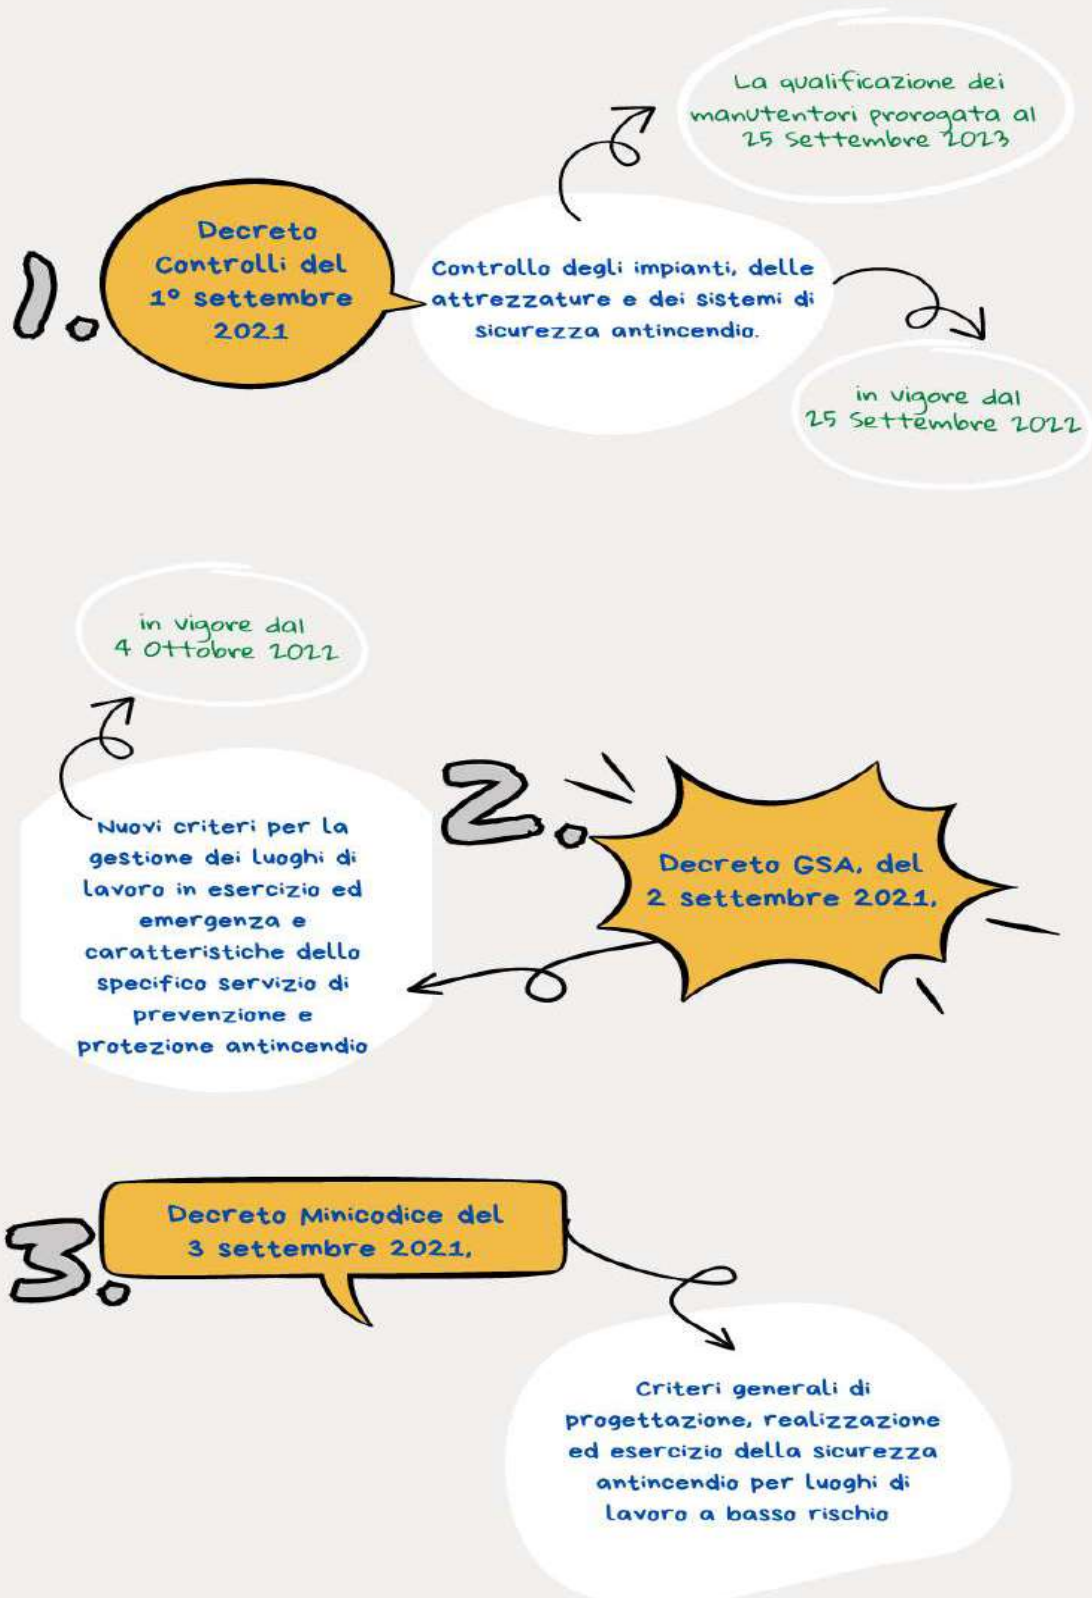 La qualificazione dei
manutentori prorogata al
25 Settembre 2023
1.
Decreto
Controlli del
1° settembre
2021
Controllo degli impianti, delle
attrezzature e dei sistemi di
sicurezza antincendio.
in vigore dal
25 Settembre 2022
in vigore dal
4 Ottobre 2022
Nuovi criteri per la
gestione dei luoghi di
lavoro in esercizio ed
emergenza e
caratteristiche dello
specifico servizio di
prevenzione e
protezione antincendio
2.
Decreto GSA, del
2 settembre 2021,
3.
Decreto Minicodice del
3 settembre 2021,
Criteri generali di
progettazione, realizzazione
ed esercizio della sicurezza
antincendio per luoghi di
lavoro a basso rischio